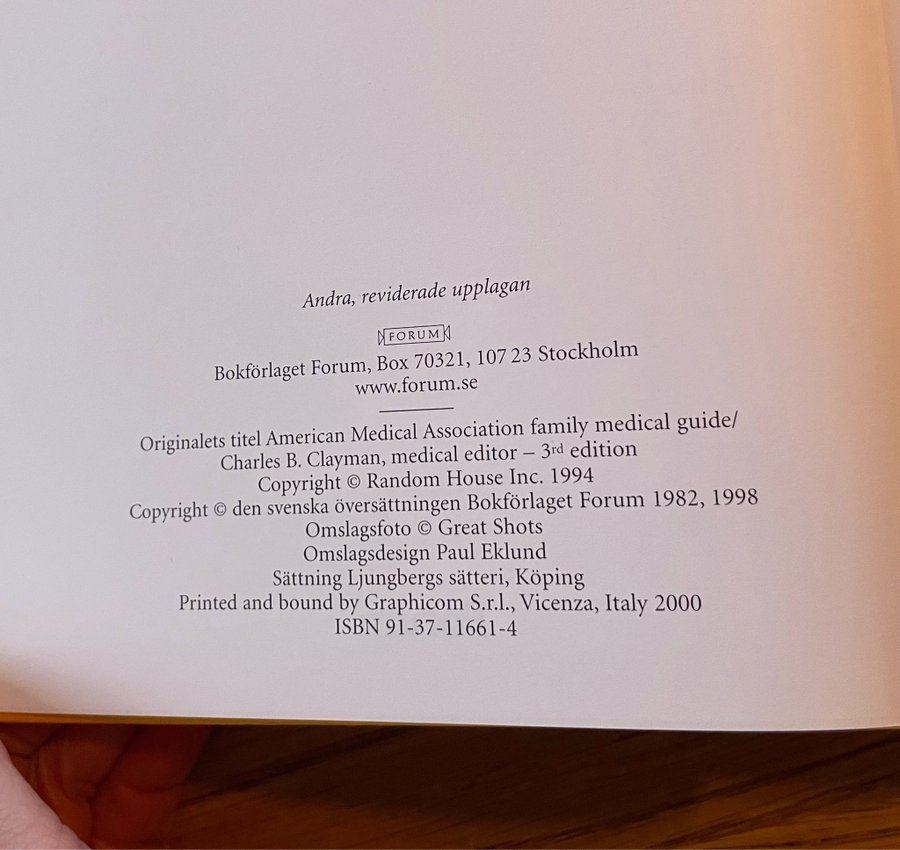 Andra, reviderade upplagan
FORUM
Bokförlaget Forum, Box 70321, 107 23 Stockholm
www.forum.se
Originalets titel American Medical Association family medical guide/
Charles B. Clayman, medical editor – 3rd edition
Copyright © Random House Inc. 1994
Copyright © den svenska översättningen Bokförlaget Forum 1982, 1998
Omslagsfoto © Great Shots
Omslagsdesign Paul Eklund
Sättning Ljungbergs sätteri, Köping
Printed and bound by Graphicom S.r.l., Vicenza, Italy 2000
ISBN 91-37-11661-4